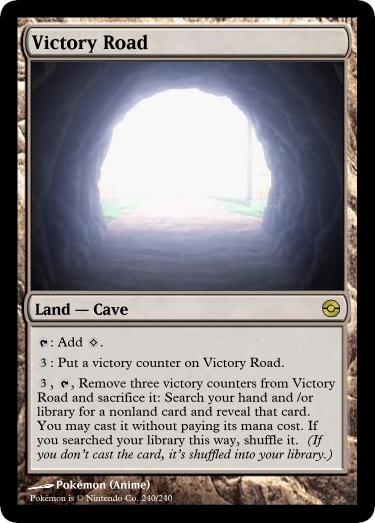 Victory Road
Land — Cave
: Add .
3 : Put a victory counter on Victory Road.
3 , , Remove three victory counters from Victory
Road and sacrifice it: Search your hand and /or
library for a nonland card and reveal that card.
You may cast it without paying its mana cost. If
you searched your library this way, shuffle it. (If
you don't cast the card, it's shuffled into your library.)
Pokémon (Anime)
Pokémon is © Nintendo Co. 240/240